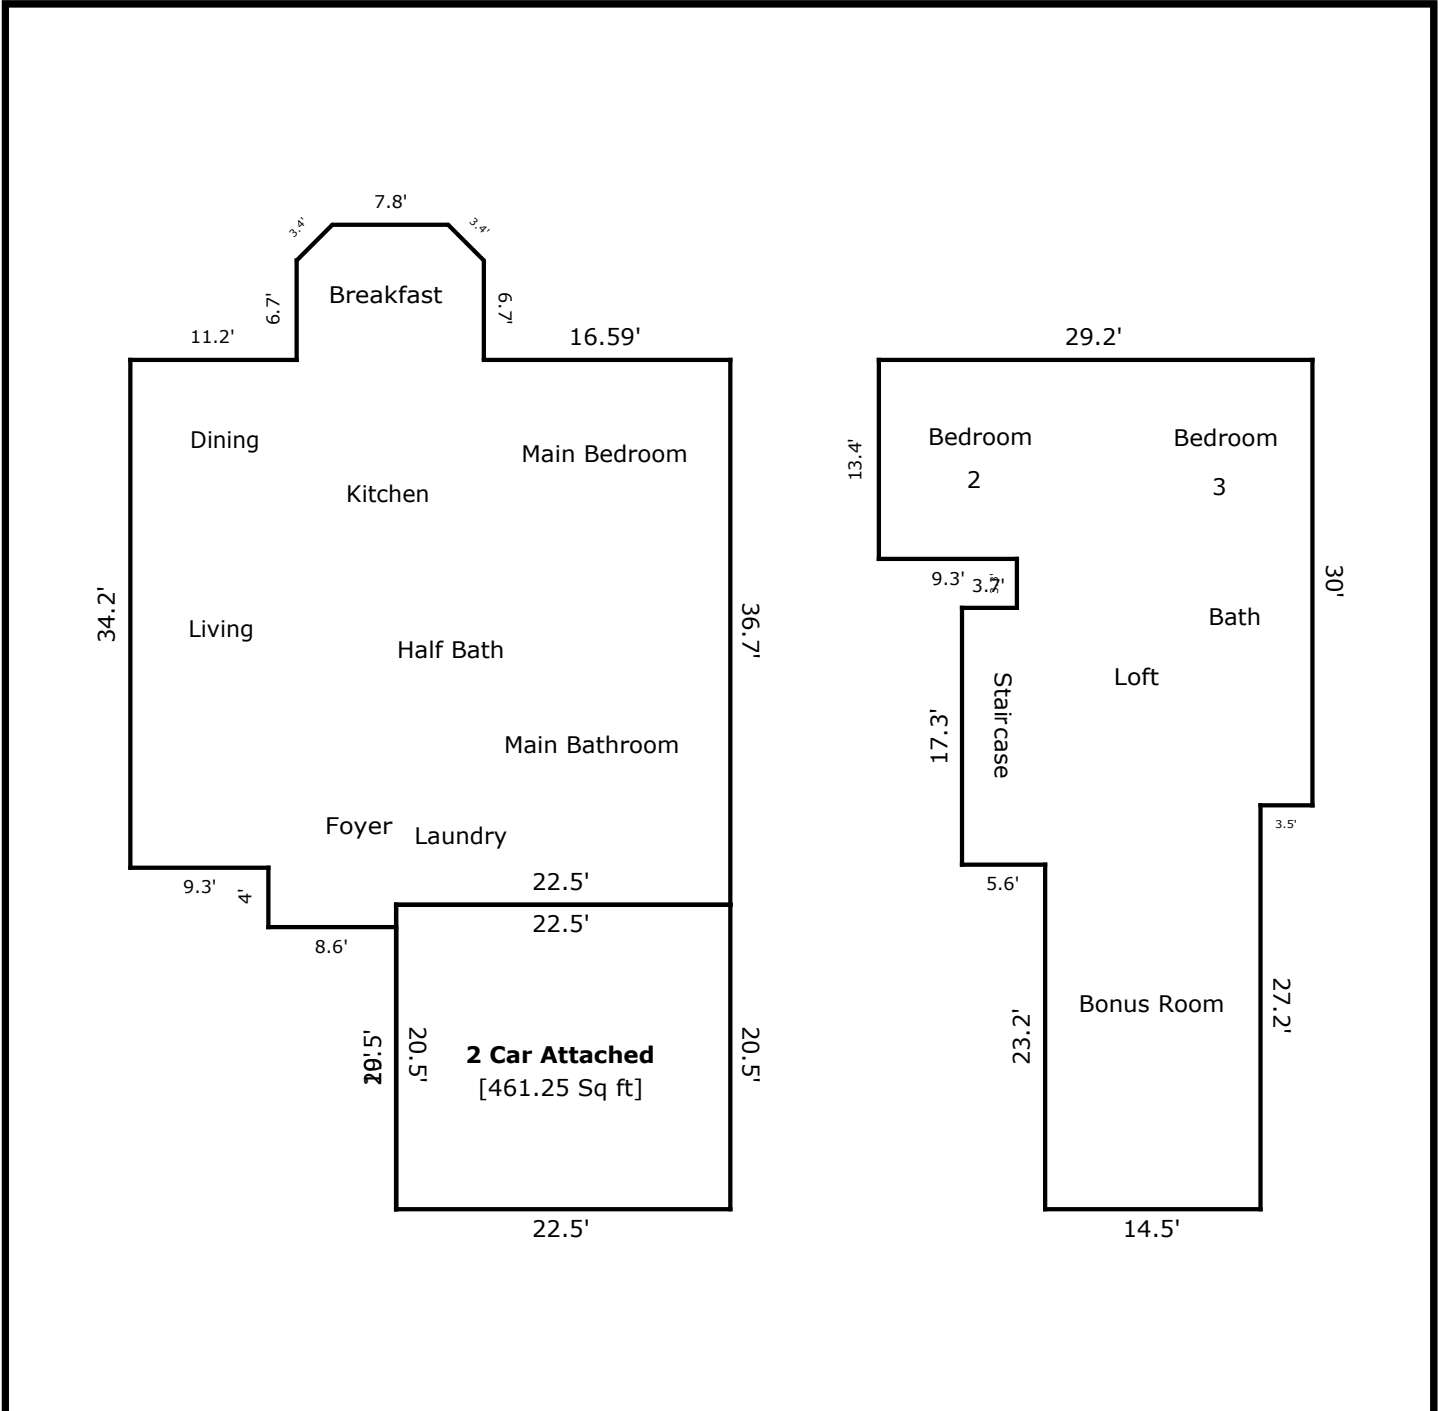 7.8'
3.4'
3.4'
6.7'
Breakfast
6.7'
11.2'
16.59'
29.2'
Dining
Main Bedroom
Kitchen
Bedroom
2
Bedroom
3
13.4'
34.2'
Living
Half Bath
36.7'
9.3'
3.7'
30'
Bath
Loft
Staircase
17.3'
Main Bathroom
Foyer
Laundry
3.5'
9.3'
4'
22.5'
22.5'
5.6'
8.6'
20.5'
2 Car Attached
[461.25 Sq ft]
20.5'
Bonus Room
23.2'
27.2'
22.5'
14.5'